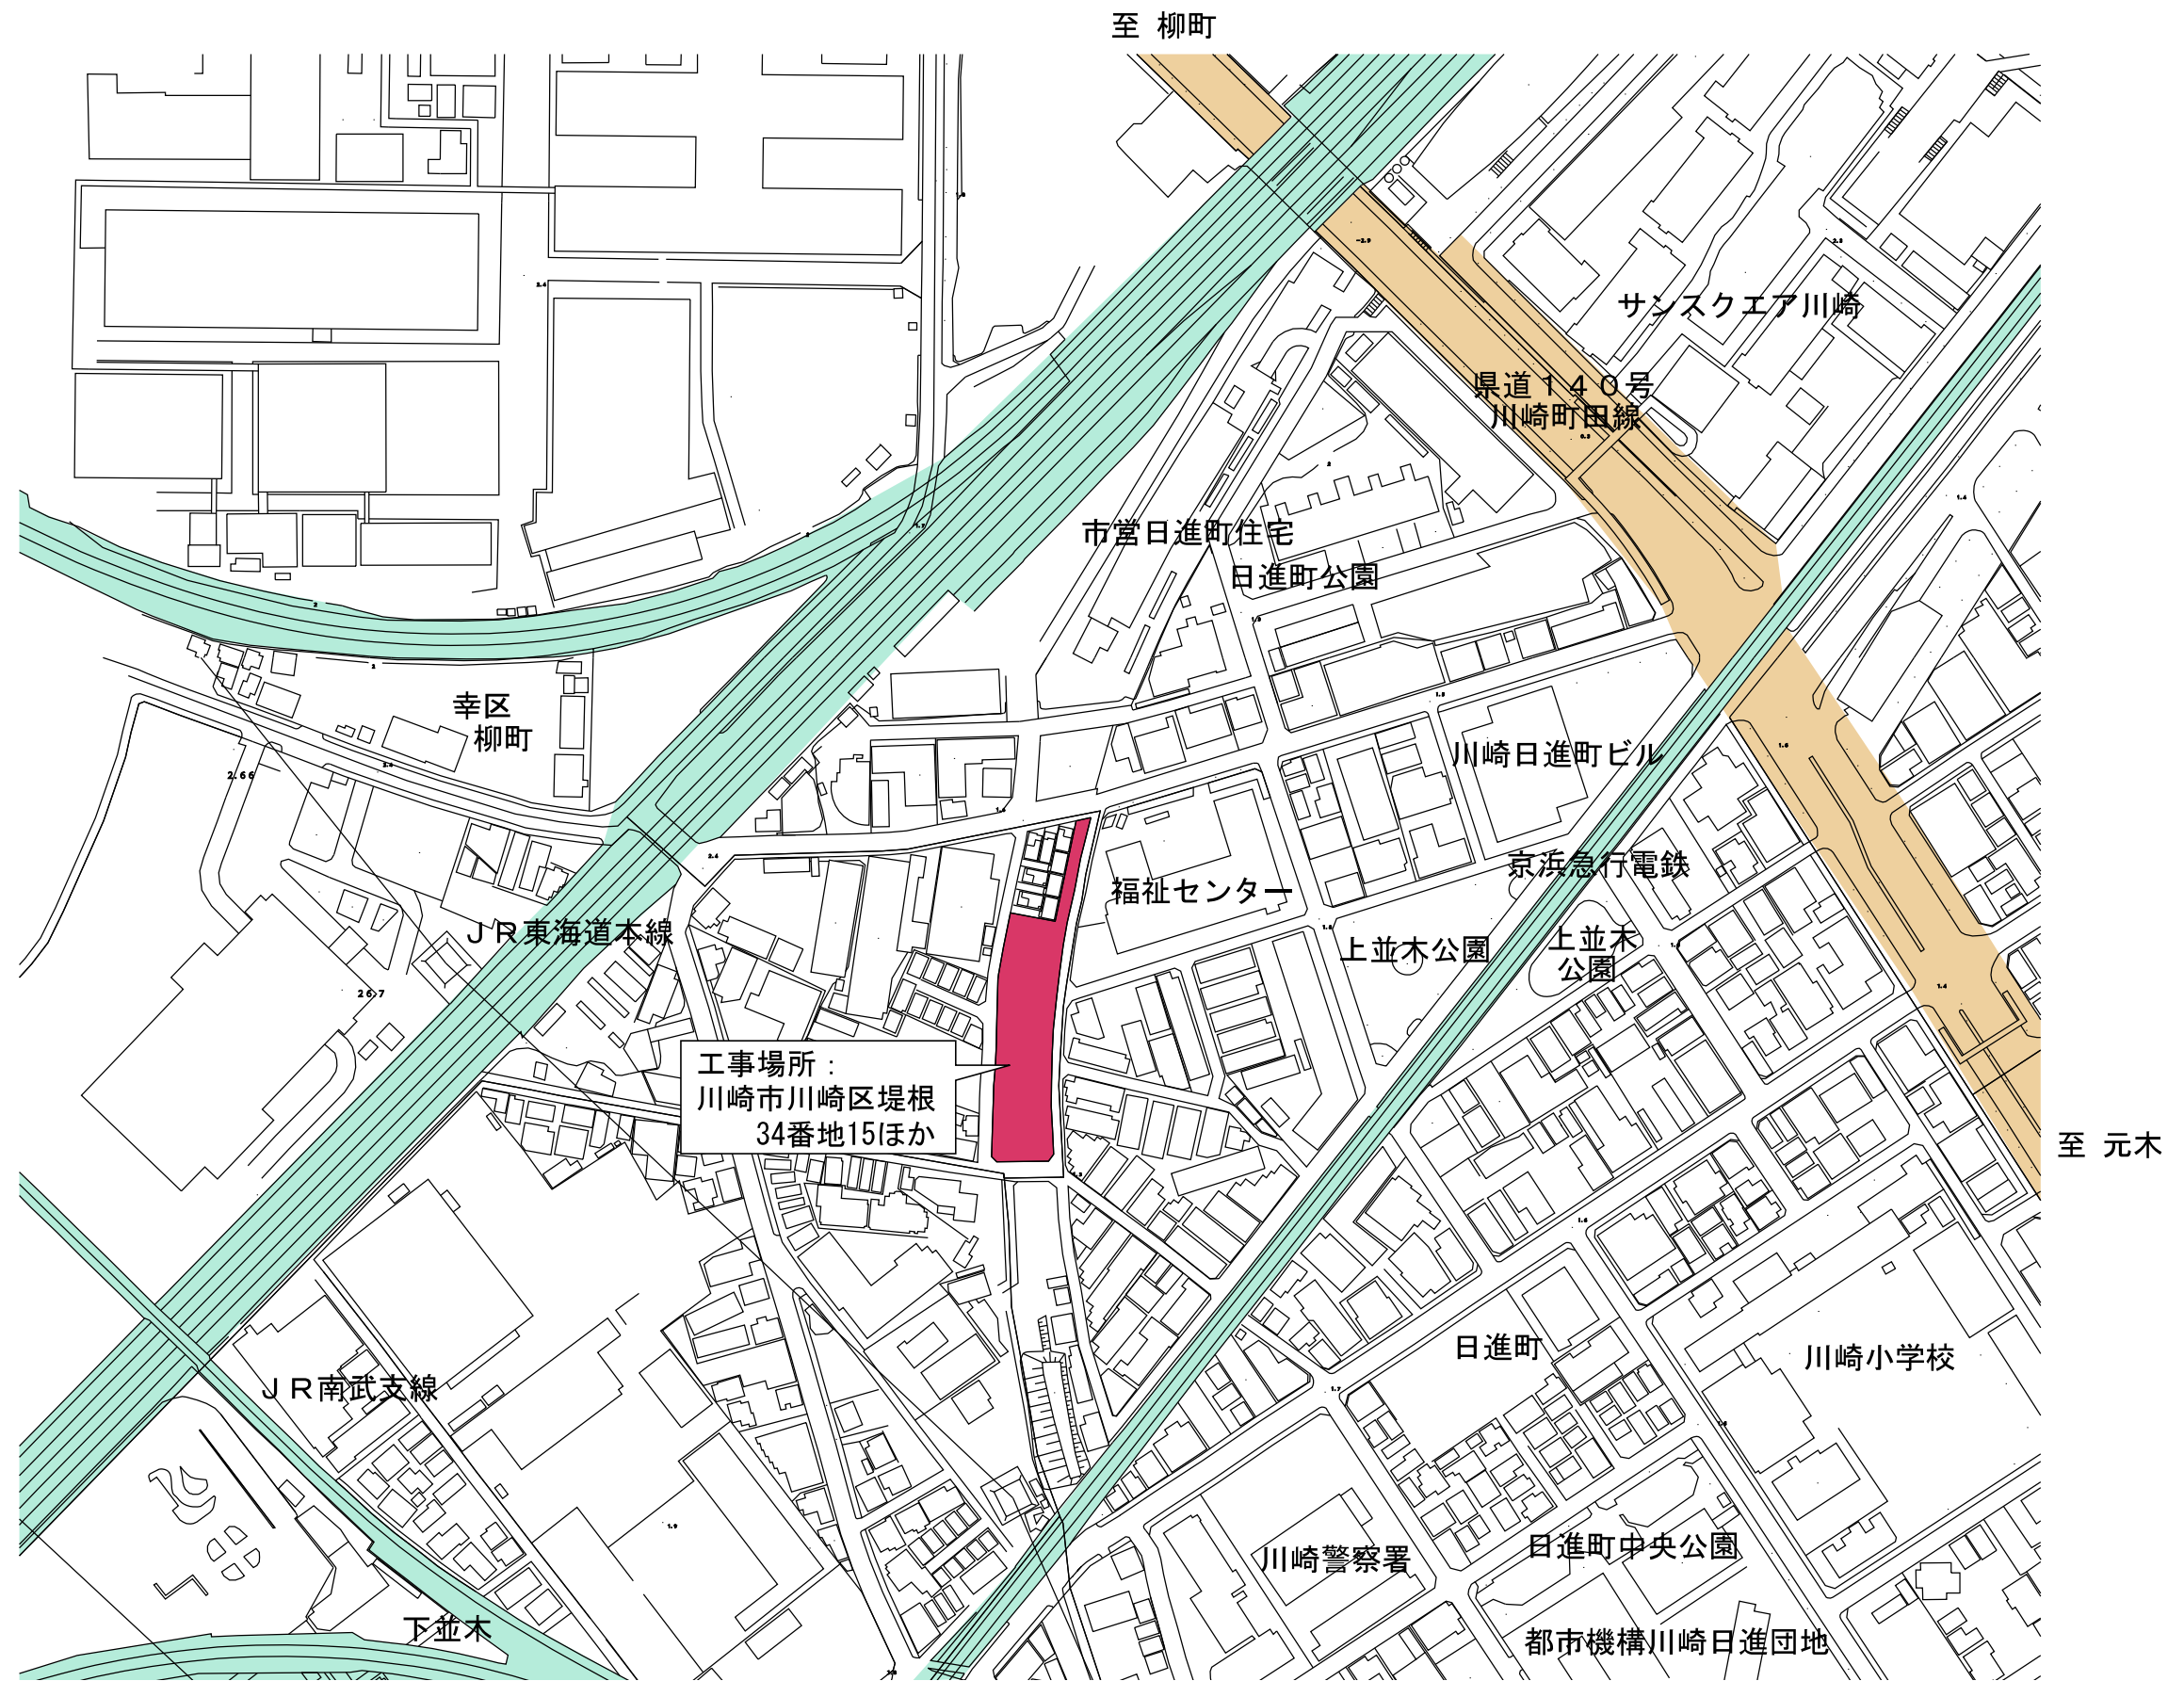 至 柳町
サンスクエア川崎
県道１４０号
川崎町田線
市営日進町住宅
日進町公園
幸区
柳町
川崎日進町ビル
2.66
京浜急行電鉄
福祉センター
ＪＲ東海道本線
上並木公園
上並木
公園
26.7
工事場所：
川崎市川崎区堤根
34番地15ほか
至 元木
日進町
川崎小学校
ＪＲ南武支線
川崎警察署
日進町中央公園
下並木
都市機構川崎日進団地